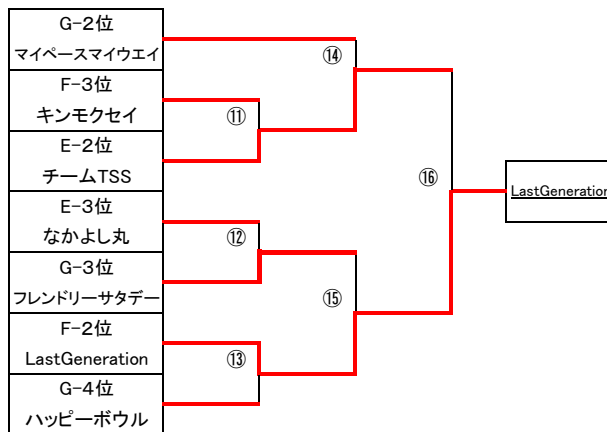 G-2位
マイペースマイウエイ
⑭
F-3位
キンモクセイ
⑪
E-2位
チームTSS
⑯
LastGeneration
E-3位
なかよし丸
⑫
G-3位
フレンドリーサタデー
⑮
F-2位
LastGeneration
⑬
G-4位
ハッピーボウル